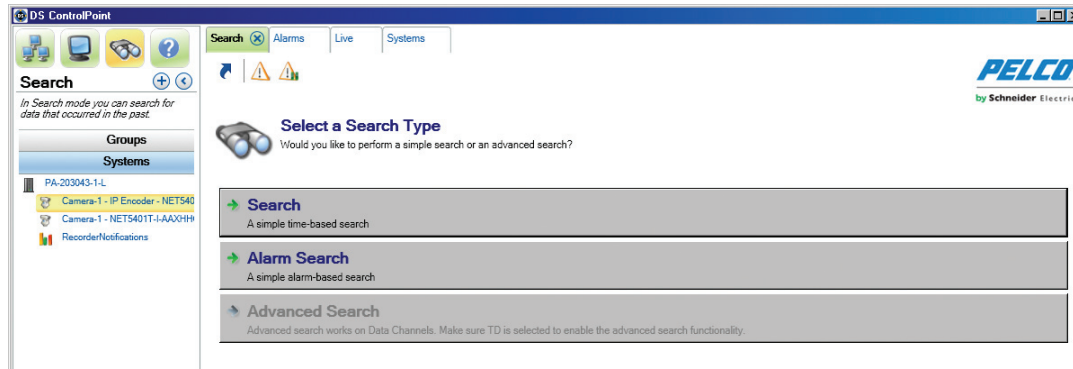 DS ControlPoint
Search
Alarms
Live
Systems
PELCO
by Schneider Electric
Search
In Search mode you can search for
data that occurred in the past.
Groups
Systems
PA-203043-1-L
Camera-1 - IP Encoder - NET540
Camera-1 - NET5401T-I-AAXHH
RecorderNotifications
Select a Search Type
Would you like to perform a simple search or an advanced search?
Search
A simple time-based search
Alarm Search
A simple alarm-based search
Advanced Search
Advanced search works on Data Channels. Make sure TD is selected to enable the advanced search functionality.